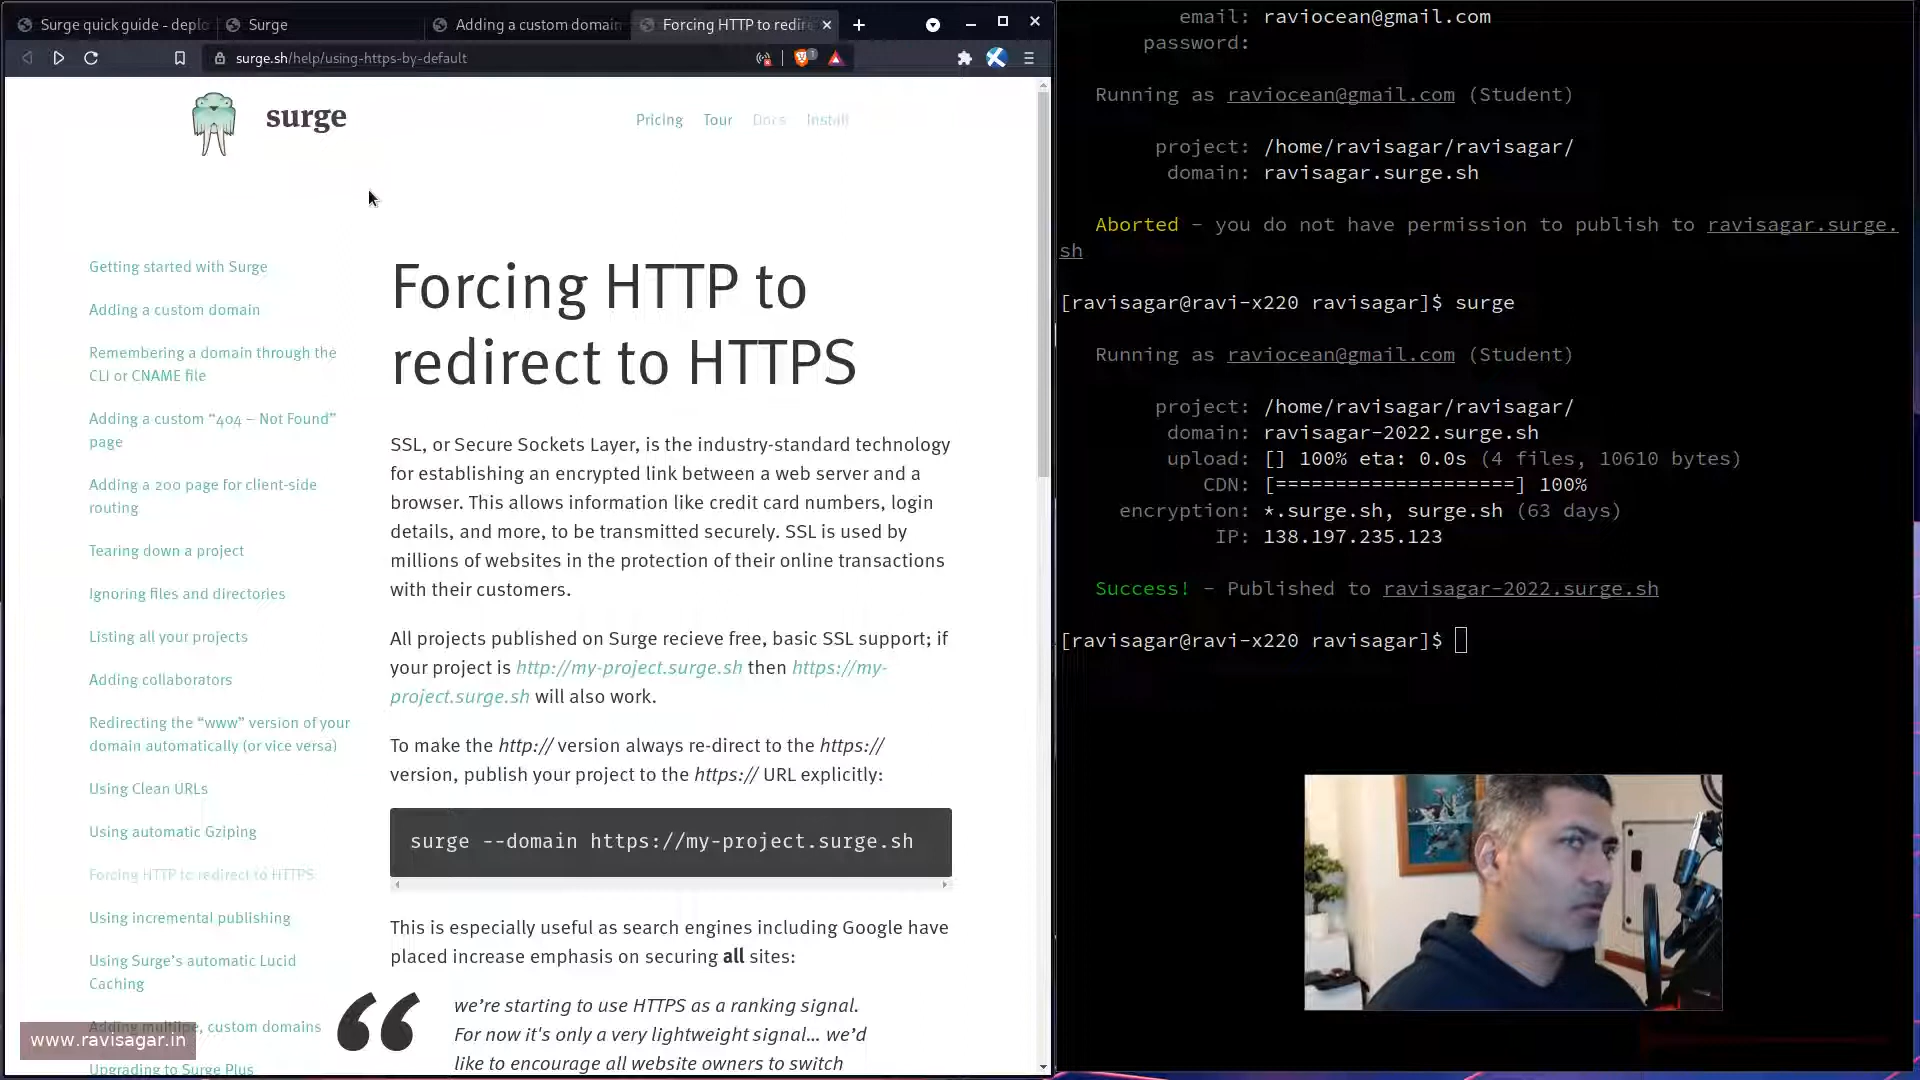 Surge quick guide - deplo
Surge
Adding a custom domain
Forcing HTTP to redire
surge.sh/help/using-https-by-default
surge
Pricing
Tour
Docs
Install
Getting started with Surge
Adding a custom domain
Remembering a domain through the
CLI or CNAME file
Adding a custom “404 – Not Found”
page
Adding a 200 page for client-side
routing
Tearing down a project
Ignoring files and directories
Listing all your projects
Adding collaborators
Redirecting the “www” version of your
domain automatically (or vice versa)
Using Clean URLs
Using automatic Gziping
Forcing HTTP to redirect to HTTPS
Using incremental publishing
Using Surge’s automatic Lucid
Caching
Adding multilpe, custom domains
Upgrading to Surge Plus
www.ravisagar.in
Forcing HTTP to
redirect to HTTPS
SSL, or Secure Sockets Layer, is the industry-standard technology
for establishing an encrypted link between a web server and a
browser. This allows information like credit card numbers, login
details, and more, to be transmitted securely. SSL is used by
millions of websites in the protection of their online transactions
with their customers.
All projects published on Surge recieve free, basic SSL support; if
your project is http://my-project.surge.sh then https://my-
project.surge.sh will also work.
To make the http:// version always re-direct to the https://
version, publish your project to the https:// URL explicitly:
surge --domain https://my-project.surge.sh
This is especially useful as search engines including Google have
placed increase emphasis on securing all sites:
“
we’re starting to use HTTPS as a ranking signal.
For now it's only a very lightweight signal… we’d
like to encourage all website owners to switch
email: raviocean@gmail.com
password:
Running as raviocean@gmail.com (Student)
project: /home/ravisagar/ravisagar/
domain: ravisagar.surge.sh
Aborted - you do not have permission to publish to ravisagar.surge.
sh
[ravisagar@ravi-x220 ravisagar]$ surge
Running as raviocean@gmail.com (Student)
project: /home/ravisagar/ravisagar/
domain: ravisagar-2022.surge.sh
upload: [] 100% eta: 0.0s (4 files, 10610 bytes)
CDN: [====================] 100%
encryption: *.surge.sh, surge.sh (63 days)
IP: 138.197.235.123
Success! - Published to ravisagar-2022.surge.sh
[ravisagar@ravi-x220 ravisagar]$